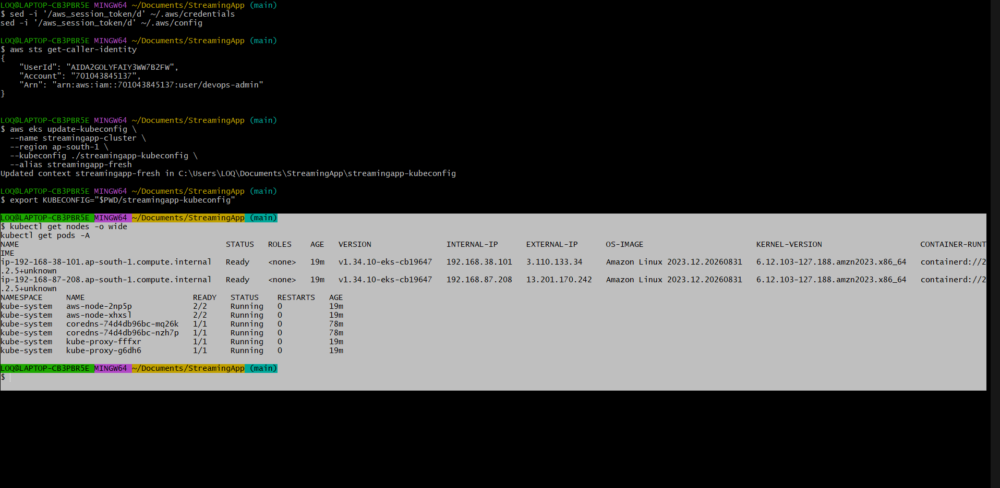 LOQ@LAPTOP-CB3PBR5E MINGW64 ~/Documents/StreamingApp (main)
$ sed -i '/aws_session_token/d' ~/.aws/credentials
sed -i '/aws_session_token/d' ~/.aws/config
LOQ@LAPTOP-CB3PBR5E MINGW64 ~/Documents/StreamingApp (main)
$ aws sts get-caller-identity
{
    "UserId": "AIDA2GOLYFAIY3WW7B2FW",
    "Account": "701043845137",
    "Arn": "arn:aws:iam::701043845137:user/devops-admin"
}
LOQ@LAPTOP-CB3PBR5E MINGW64 ~/Documents/StreamingApp (main)
$ aws eks update-kubeconfig \
  --name streamingapp-cluster \
  --region ap-south-1 \
  --kubeconfig ./streamingapp-kubeconfig \
  --alias streamingapp-fresh
Updated context streamingapp-fresh in C:\Users\LOQ\Documents\StreamingApp\streamingapp-kubeconfig
LOQ@LAPTOP-CB3PBR5E MINGW64 ~/Documents/StreamingApp (main)
$ export KUBECONFIG="$PWD/streamingapp-kubeconfig"
LOQ@LAPTOP-CB3PBR5E MINGW64 ~/Documents/StreamingApp (main)
$ kubectl get nodes -o wide
kubectl get pods -A
NAME                                            STATUS   ROLES    AGE   VERSION                INTERNAL-IP      EXTERNAL-IP      OS-IMAGE                        KERNEL-VERSION                     CONTAINER-RUNT
IME
ip-192-168-38-101.ap-south-1.compute.internal   Ready    <none>   19m   v1.34.10-eks-cb19647   192.168.38.101   3.110.133.34     Amazon Linux 2023.12.20260831   6.12.103-127.188.amzn2023.x86_64   containerd://2
.2.5+unknown
ip-192-168-87-208.ap-south-1.compute.internal   Ready    <none>   19m   v1.34.10-eks-cb19647   192.168.87.208   13.201.170.242   Amazon Linux 2023.12.20260831   6.12.103-127.188.amzn2023.x86_64   containerd://2
.2.5+unknown
NAMESPACE     NAME                       READY   STATUS    RESTARTS   AGE
kube-system   aws-node-2np5p             2/2     Running   0          19m
kube-system   aws-node-xhxsl             2/2     Running   0          19m
kube-system   coredns-74d4db96bc-mq26k   1/1     Running   0          78m
kube-system   coredns-74d4db96bc-nzh7p   1/1     Running   0          78m
kube-system   kube-proxy-fffxr           1/1     Running   0          19m
kube-system   kube-proxy-g6dh6           1/1     Running   0          19m
LOQ@LAPTOP-CB3PBR5E MINGW64 ~/Documents/StreamingApp (main)
$